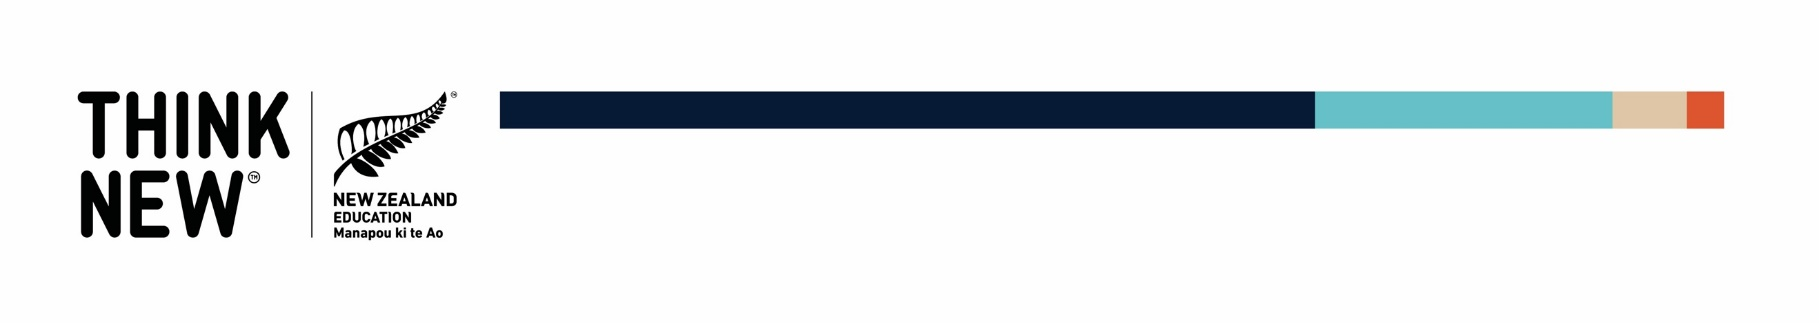 THINK
NEW™
NEW ZEALAND
EDUCATION
Manapou ki te Ao